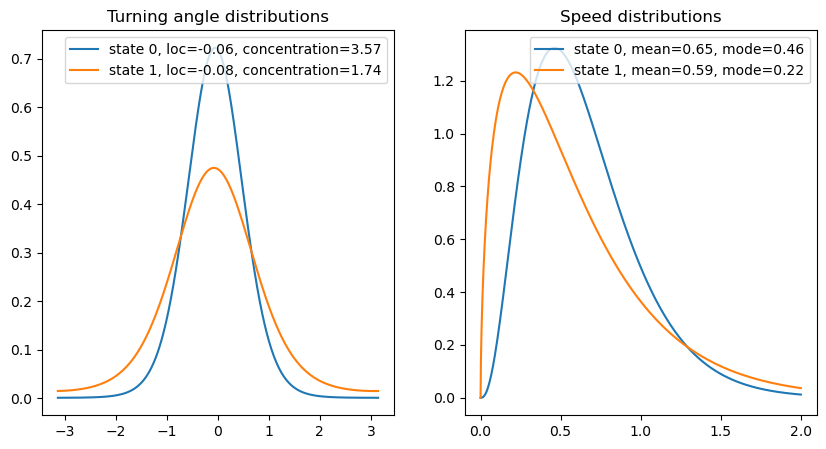 Turning angle distributions
state 0, loc=-0.06, concentration=3.57
state 1, loc=-0.08, concentration=1.74
0.7
0.6
0.5
0.4
0.3
0.2
0.1
0.0
−3 −2 −1 0 1 2 3
Speed distributions
state 0, mean=0.65, mode=0.46
state 1, mean=0.59, mode=0.22
1.2
1.0
0.8
0.6
0.4
0.2
0.0
0.0 0.5 1.0 1.5 2.0